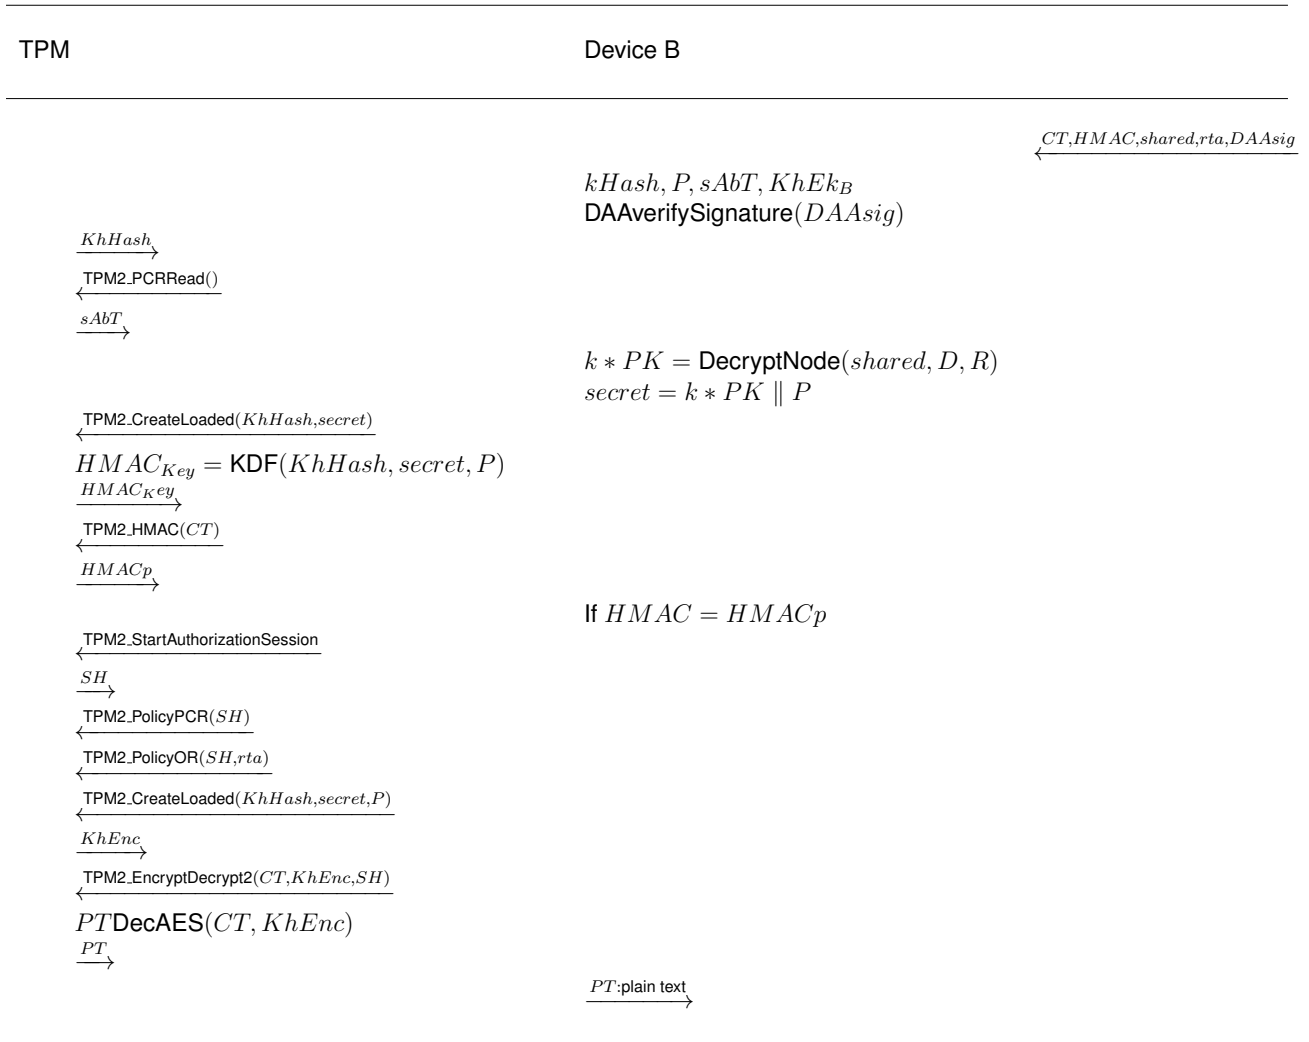 TPM Device B
CT,HMAC,shared,rta,DAAsig
kHash, P, sAbT, KhEk_B
DAAverifySignature(DAAsig)
KhHash
TPM2_PCRRead()
sAbT
k ∗ PK = DecryptNode(shared, D, R)
secret = k ∗ PK ∥ P
TPM2_CreateLoaded(KhHash,secret)
HMAC_Key = KDF(KhHash, secret, P)
HMAC_Key
TPM2_HMAC(CT)
HMACp
If HMAC = HMACp
TPM2_StartAuthorizationSession
SH
TPM2_PolicyPCR(SH)
TPM2_PolicyOR(SH,rta)
TPM2_CreateLoaded(KhHash,secret,P)
KhEnc
TPM2_EncryptDecrypt2(CT,KhEnc,SH)
PTDecAES(CT, KhEnc)
PT
PT:plain text